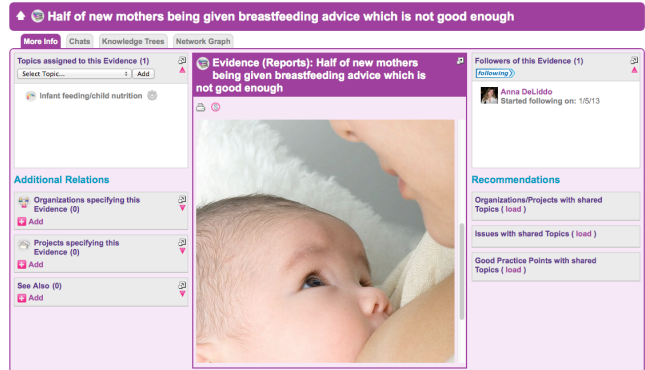 Half of new mothers being given breastfeeding advice which is not good enough
More Info
Chats
Knowledge Trees
Network Graph
Topics assigned to this Evidence (1)
Select Topic...
Add
Infant feeding/child nutrition
Additional Relations
Organizations specifying this
Evidence (0)
Add
Projects specifying this
Evidence (0)
Add
See Also (0)
Add
Evidence (Reports): Half of new mothers
being given breastfeeding advice which is
not good enough
Followers of this Evidence (1)
following
Anna DeLiddo
Started following on: 1/5/13
Recommendations
Organizations/Projects with shared
Topics ( load )
Issues with shared Topics ( load )
Good Practice Points with shared
Topics ( load )